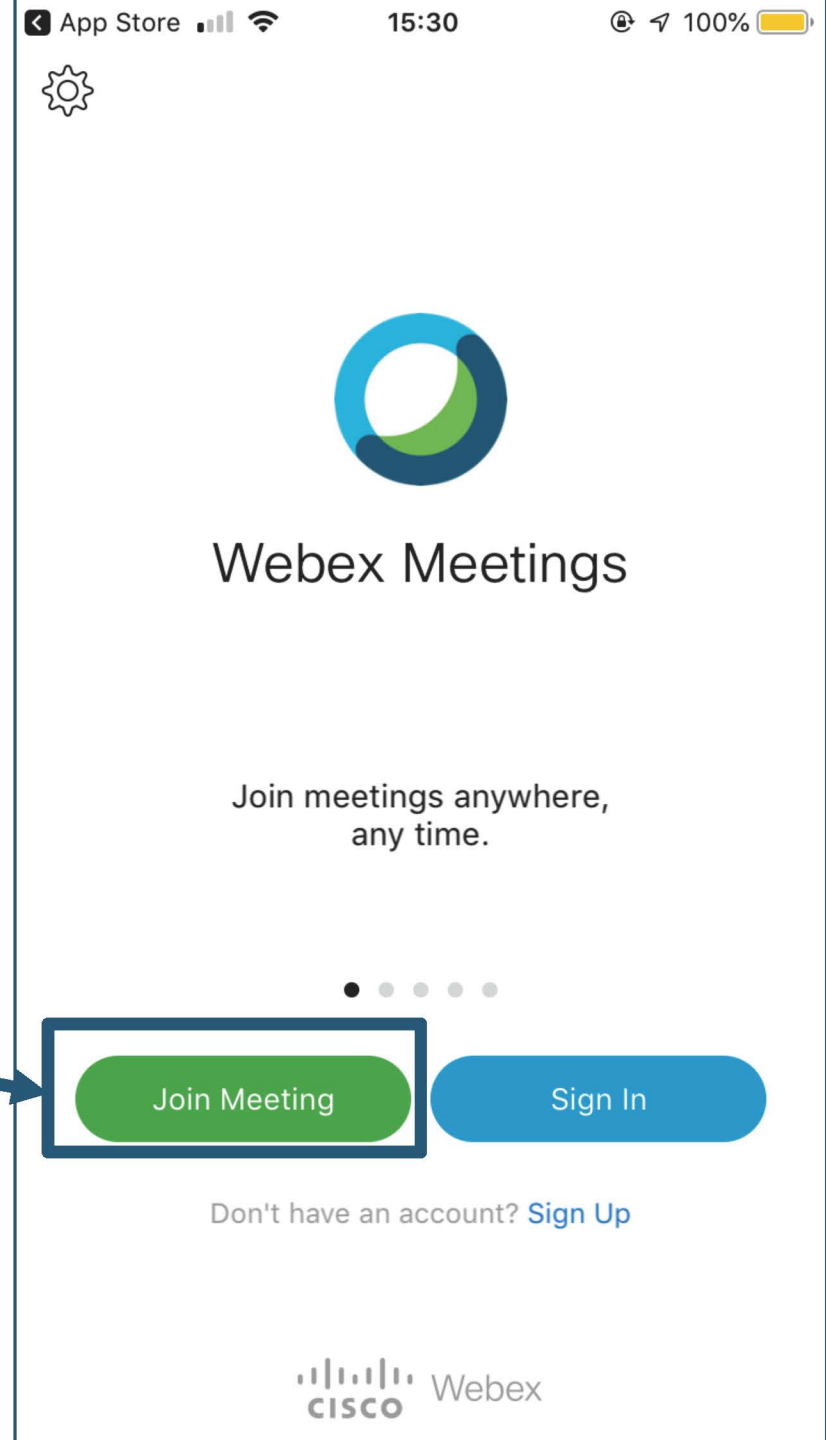 App Store 15:30 100%
Webex Meetings
Join meetings anywhere,
any time.
Join Meeting Sign In
Don't have an account? Sign Up
CISCO Webex